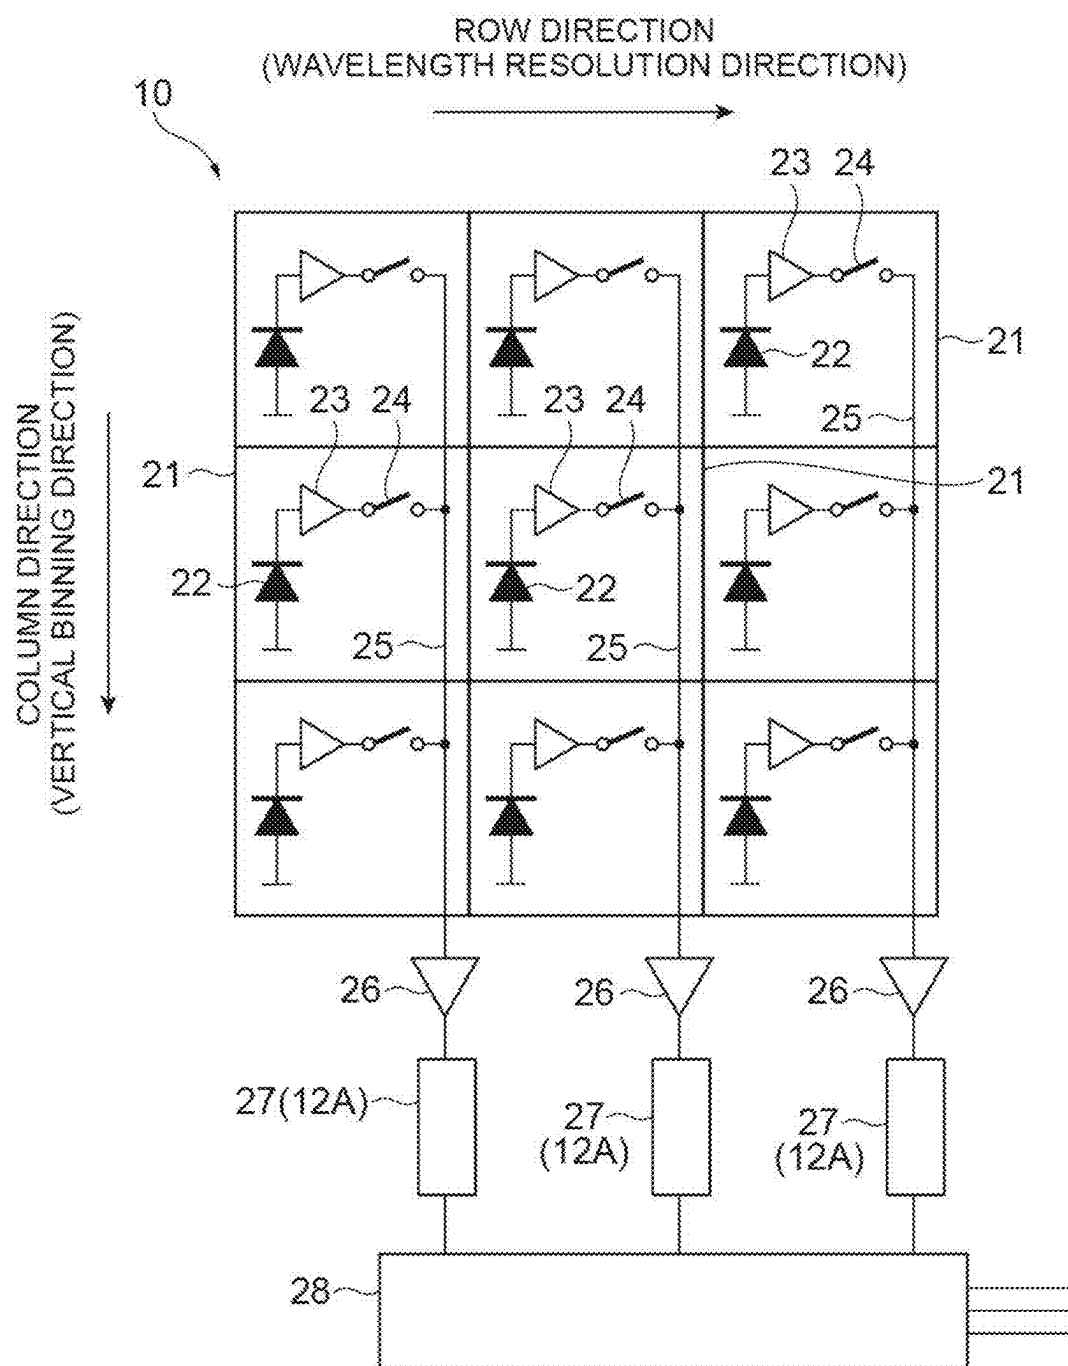 ROW DIRECTION
(WAVELENGTH RESOLUTION DIRECTION)
10
23 24
21
22
25
COLUMN DIRECTION
(VERTICAL BINNING DIRECTION)
23 24
23 24
21
21
22
22
25
25
26
26
26
27(12A)
27
(12A)
27
(12A)
28